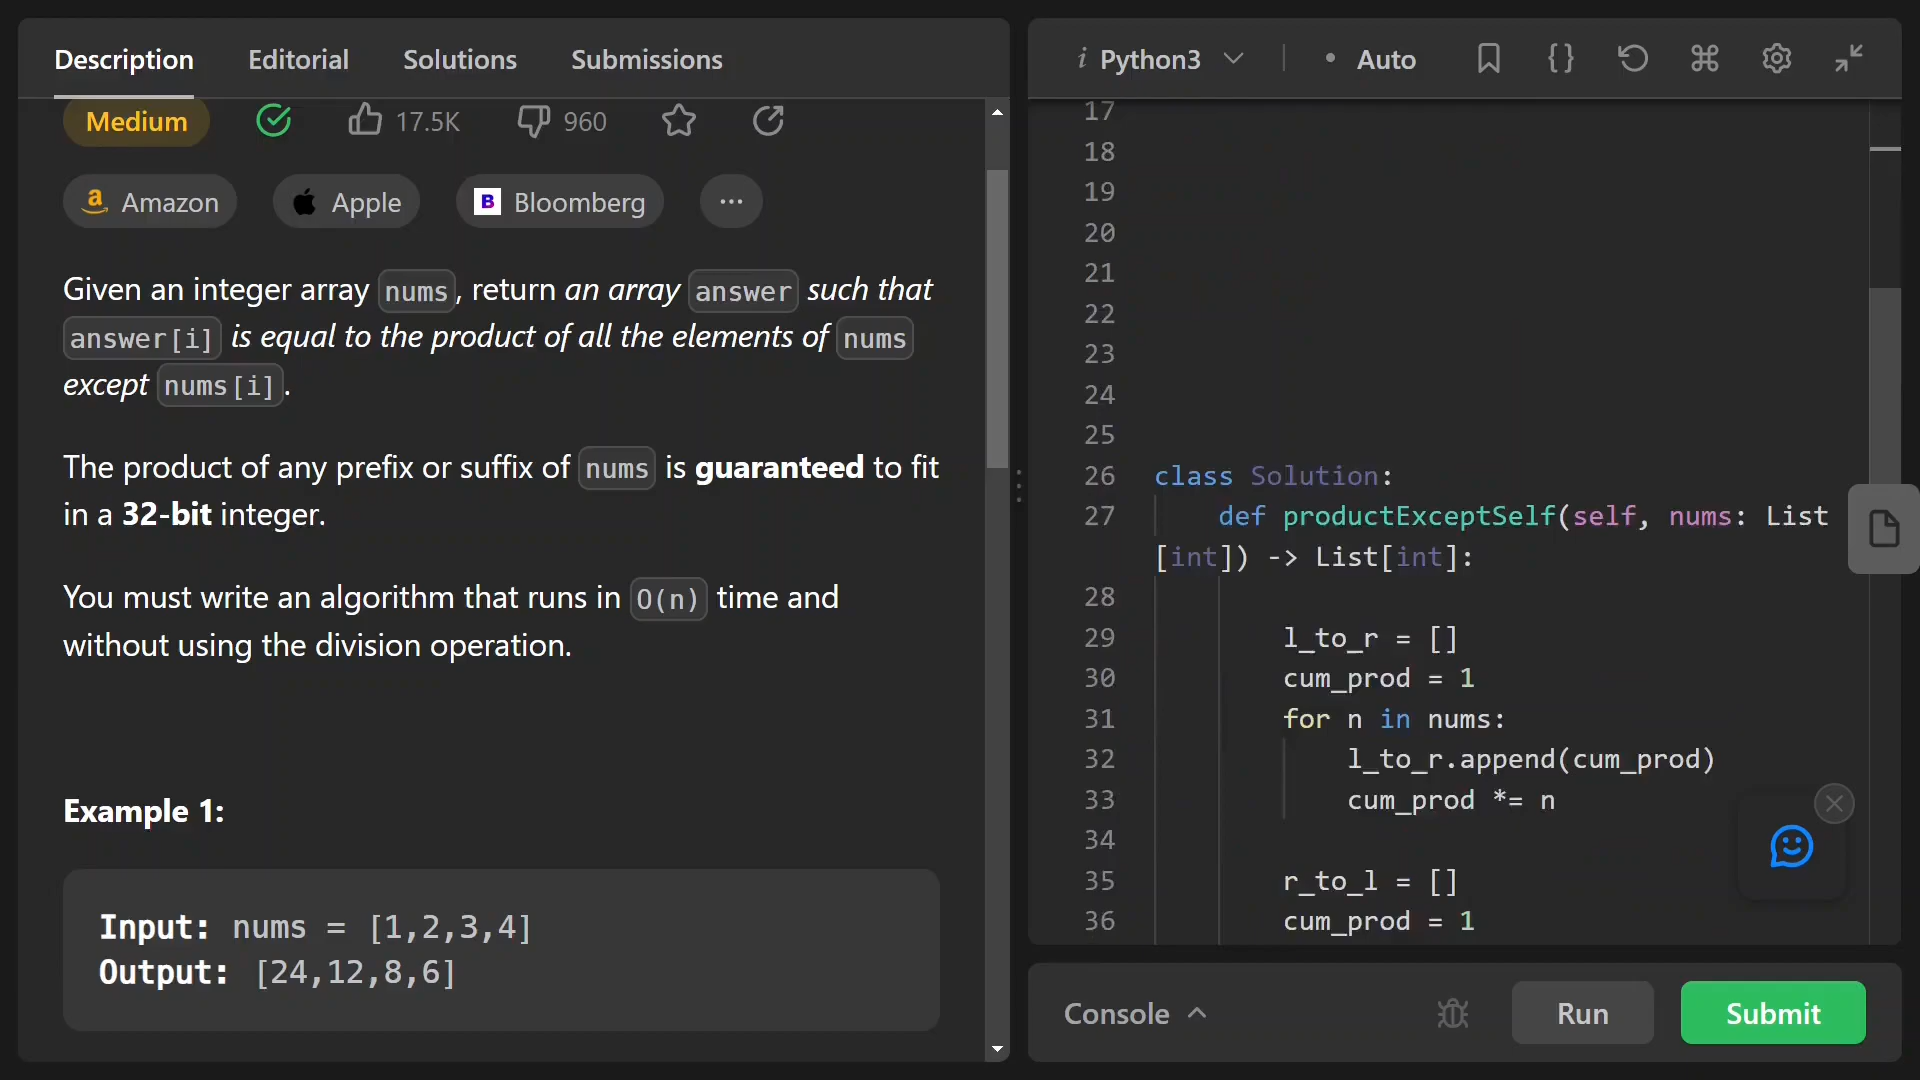 Description Editorial Solutions Submissions
Medium 17.5K 960
Amazon Apple B Bloomberg ...
Given an integer array nums, return an array answer such that
answer[i] is equal to the product of all the elements of nums
except nums[i].
The product of any prefix or suffix of nums is guaranteed to fit
in a 32-bit integer.
You must write an algorithm that runs in O(n) time and
without using the division operation.
Example 1:
Input: nums = [1,2,3,4]
Output: [24,12,8,6]
i Python3 • Auto {}
17
18
19
20
21
22
23
24
25
26 class Solution:
27 def productExceptSelf(self, nums: List
[int]) -> List[int]:
28
29 l_to_r = []
30 cum_prod = 1
31 for n in nums:
32 l_to_r.append(cum_prod)
33 cum_prod *= n
34
35 r_to_l = []
36 cum_prod = 1
Console Run Submit